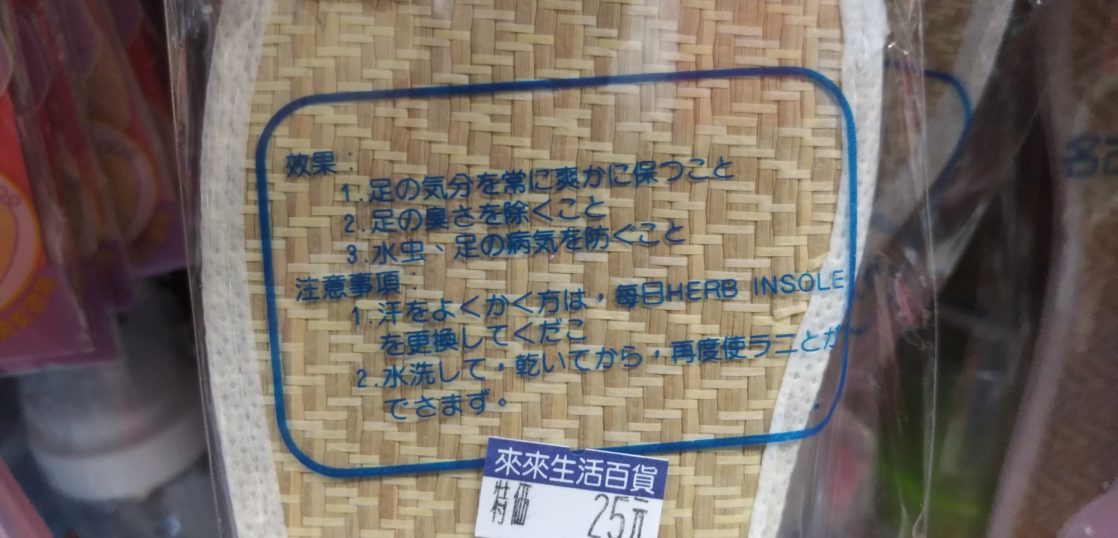 效果：
1.足の気分を常に爽かに保つこと
2.足の臭さを除くこと
3.水虫、足の病気を防ぐこと
注意事項：
1.汗をよくかく方は，每日HERB INSOLE
を更換してくだこ
2.水洗して，乾いてから，再度使ラニとが
でさまず。
來來生活百貨
特価 25元